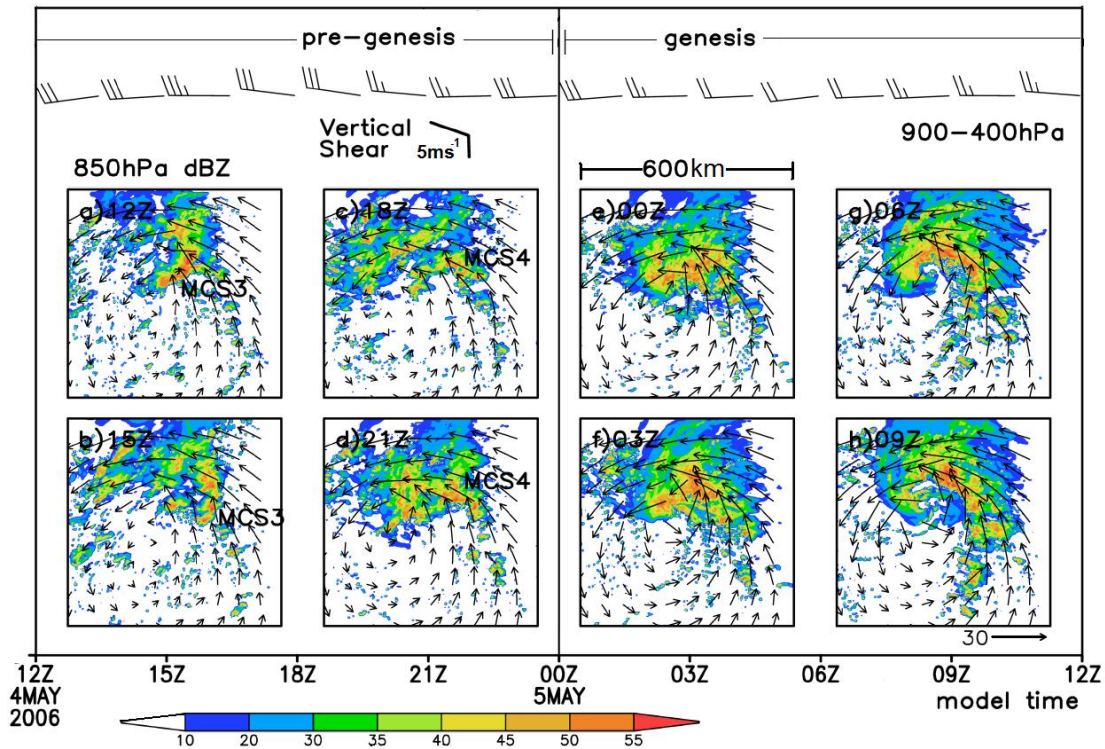 pre-genesis
genesis
Vertical
Shear 5ms-1
900-400hPa
850hPa dBZ
600km
a)12Z
MCS3
c)18Z
MCS4
e)00Z
g)06Z
b)15Z
MCS3
d)21Z
MCS4
f)03Z
h)09Z
30
12Z 15Z 18Z 21Z 00Z 03Z 06Z 09Z 12Z
4MAY 5MAY model time
2006
10 20 30 35 40 45 50 55